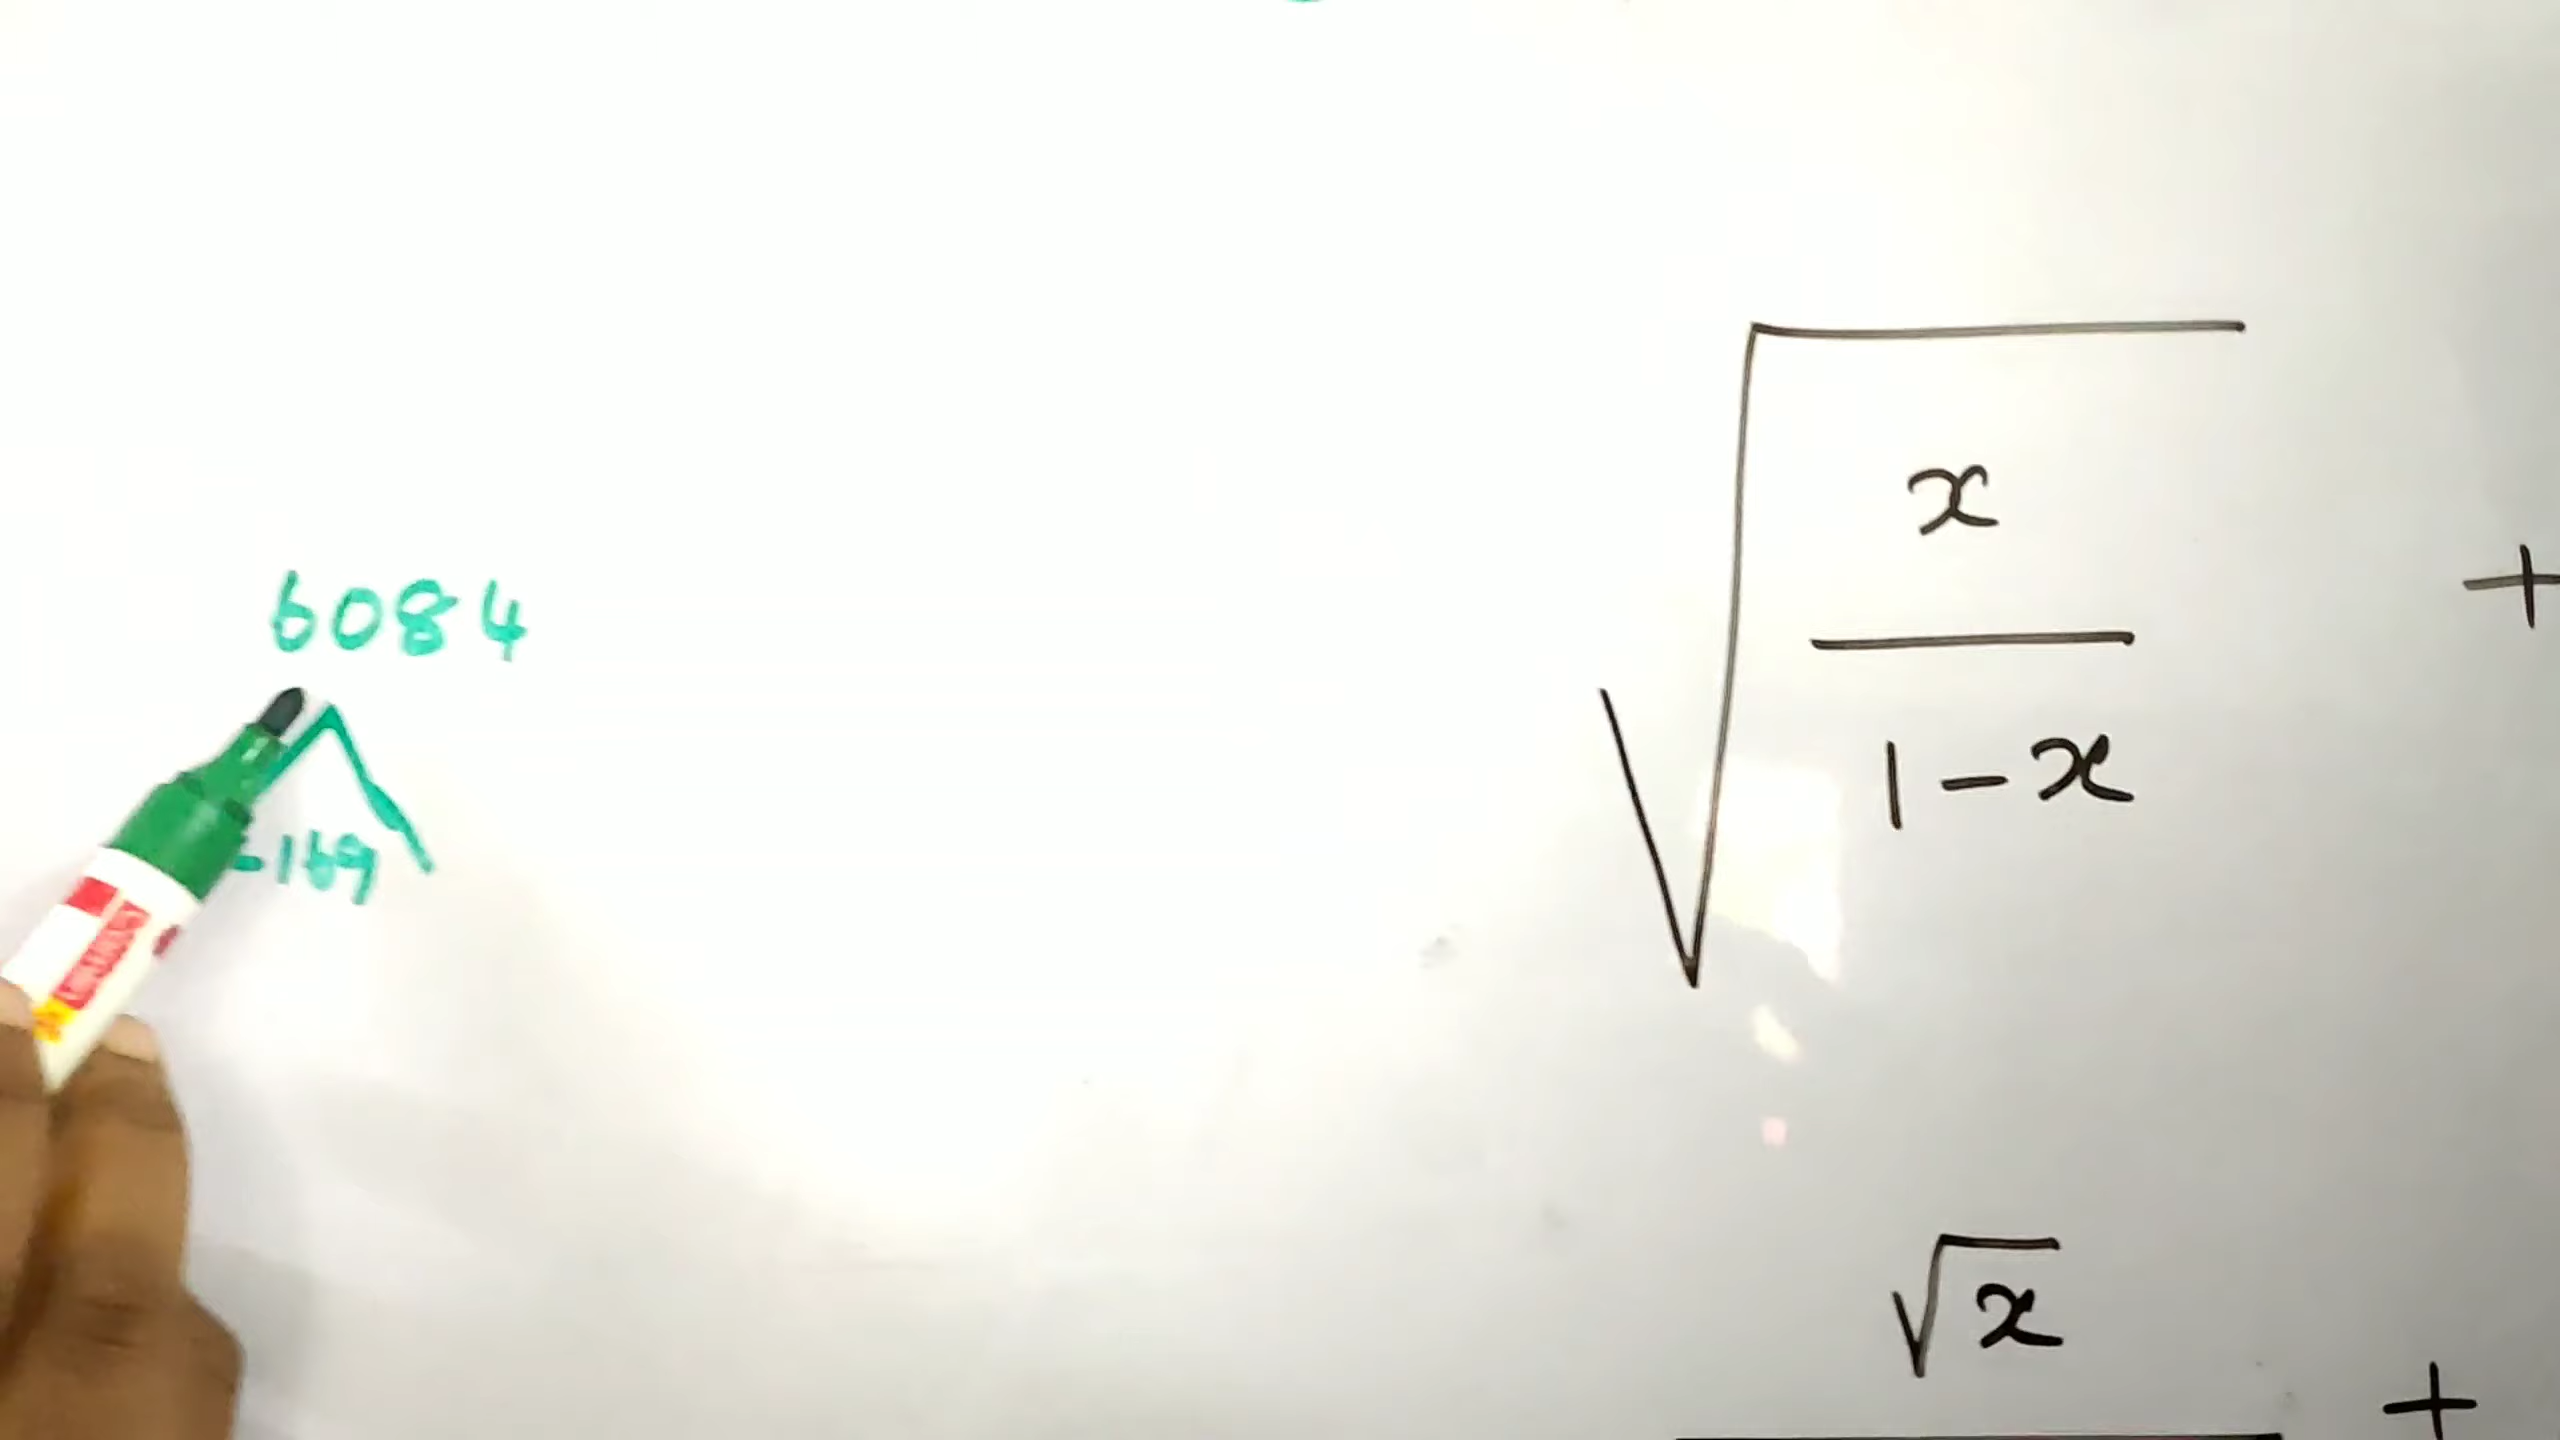 6084
-169
√(x/(1-x)) +
√x
+